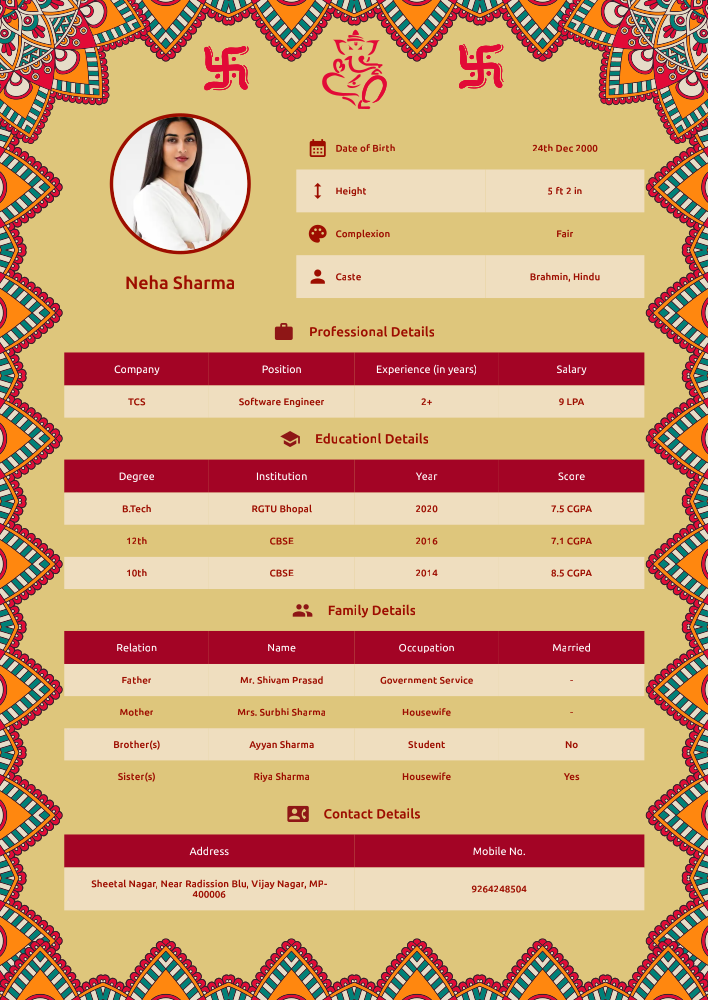 Date of Birth 24th Dec 2000
Height 5 ft 2 in
Complexion Fair
Caste Brahmin, Hindu
Neha Sharma
Professional Details
Company Position Experience (in years) Salary
TCS Software Engineer 2+ 9 LPA
Educationl Details
Degree Institution Year Score
B.Tech RGTU Bhopal 2020 7.5 CGPA
12th CBSE 2016 7.1 CGPA
10th CBSE 2014 8.5 CGPA
Family Details
Relation Name Occupation Married
Father Mr. Shivam Prasad Government Service -
Mother Mrs. Surbhi Sharma Housewife -
Brother(s) Ayyan Sharma Student No
Sister(s) Riya Sharma Housewife Yes
Contact Details
Address Mobile No.
Sheetal Nagar, Near Radission Blu, Vijay Nagar, MP-
400006
9264248504